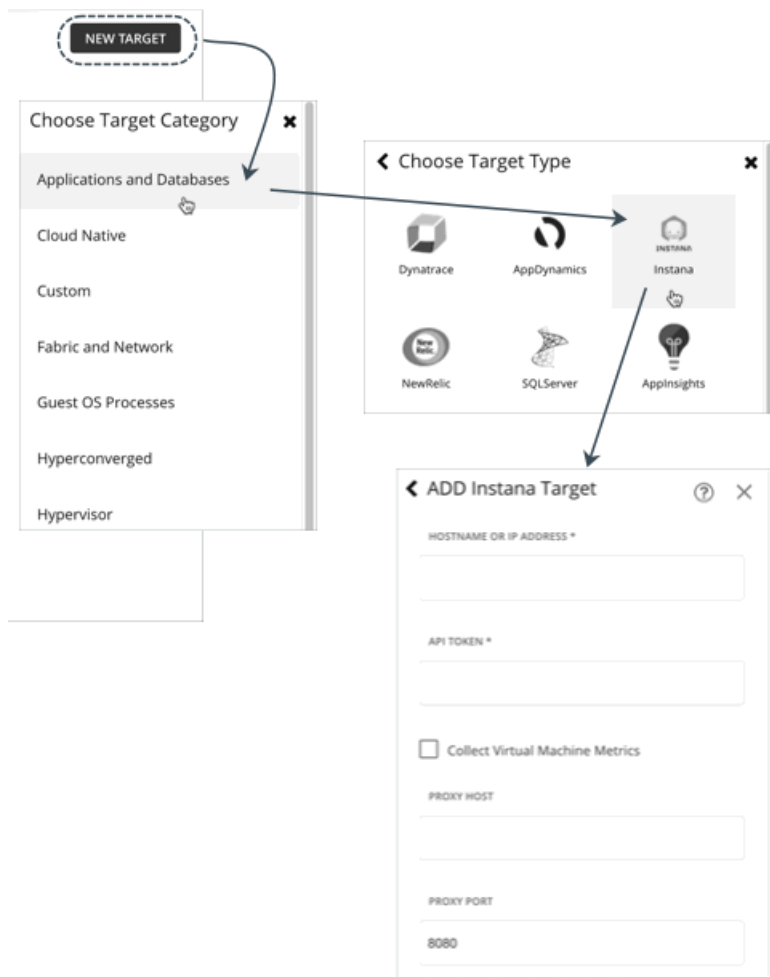 NEW TARGET
Choose Target Category
Applications and Databases
Cloud Native
Custom
Fabric and Network
Guest OS Processes
Hyperconverged
Hypervisor
Choose Target Type
Dynatrace
AppDynamics
INSTANA
Instana
New
Relic
NewRelic
SQLServer
AppInsights
ADD Instana Target
HOSTNAME OR IP ADDRESS *
API TOKEN *
Collect Virtual Machine Metrics
PROXY HOST
PROXY PORT
8080